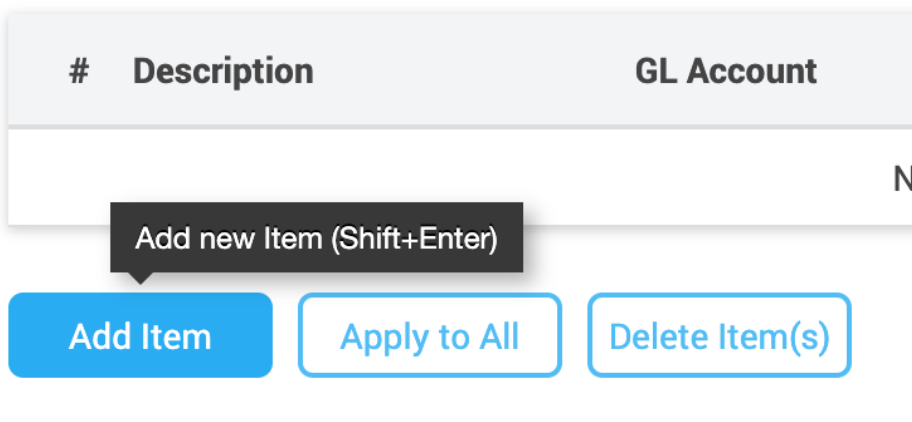 # Description GL Account
N
Add new Item (Shift+Enter)
Add Item Apply to All Delete Item(s)